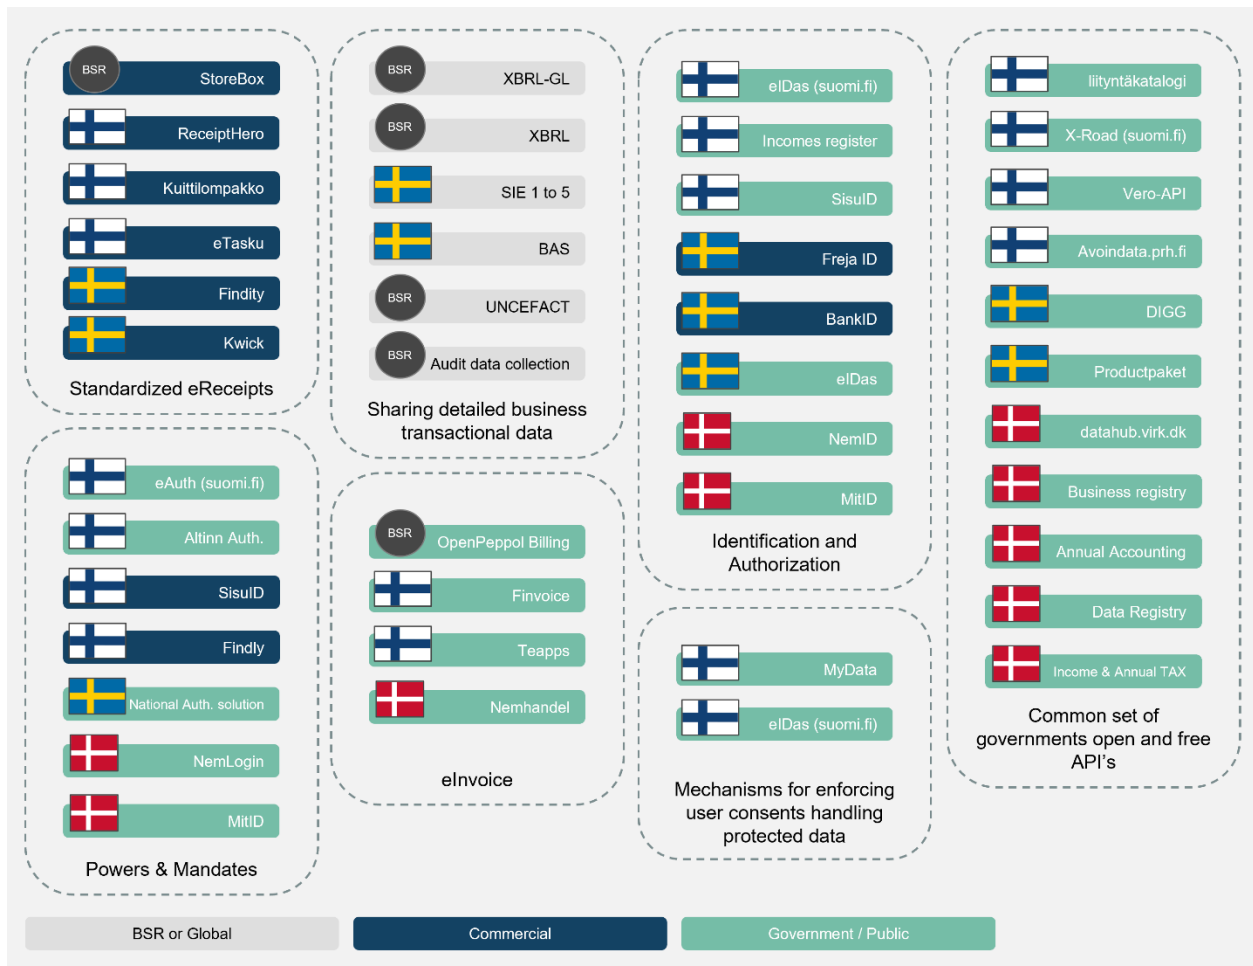 BSR
StoreBox
ReceiptHero
Kuittilompakko
eTasku
Findity
Kwick
Standardized eReceipts
BSR
XBRL-GL
BSR
XBRL
SIE 1 to 5
BAS
BSR
UNCEFACT
BSR
Audit data collection
Sharing detailed business
transactional data
eIDas (suomi.fi)
Incomes register
SisuID
Freja ID
BankID
eIDas
NemID
MitID
Identification and
Authorization
liityntäkatalogi
X-Road (suomi.fi)
Vero-API
Avoindata.prh.fi
DIGG
Productpaket
datahub.virk.dk
Business registry
Annual Accounting
Data Registry
Income & Annual TAX
Common set of
governments open and free
API's
eAuth (suomi.fi)
Altinn Auth.
SisuID
Findly
National Auth. solution
NemLogin
MitID
Powers & Mandates
BSR
OpenPeppol Billing
Finvoice
Teapps
Nemhandel
eInvoice
MyData
eIDas (suomi.fi)
Mechanisms for enforcing
user consents handling
protected data
BSR or Global
Commercial
Government / Public